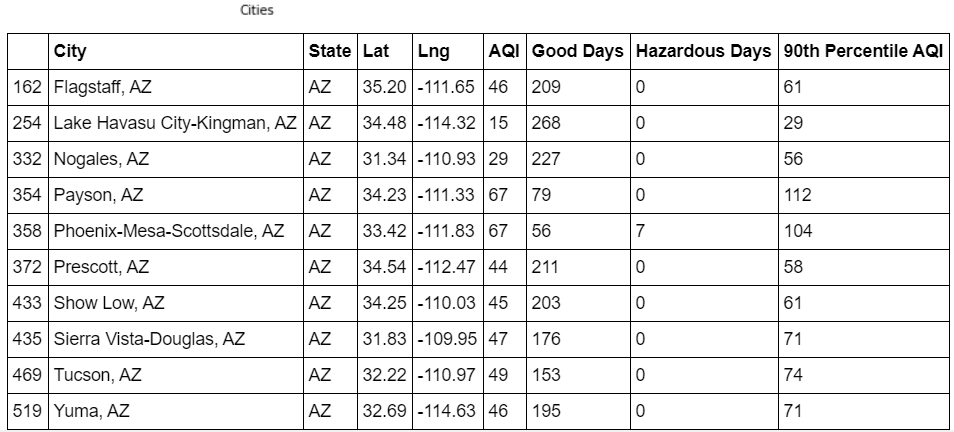 Cities
City State Lat Lng AQI Good Days Hazardous Days 90th Percentile AQI
162 Flagstaff, AZ AZ 35.20 -111.65 46 209 0 61
254 Lake Havasu City-Kingman, AZ AZ 34.48 -114.32 15 268 0 29
332 Nogales, AZ AZ 31.34 -110.93 29 227 0 56
354 Payson, AZ AZ 34.23 -111.33 67 79 0 112
358 Phoenix-Mesa-Scottsdale, AZ AZ 33.42 -111.83 67 56 7 104
372 Prescott, AZ AZ 34.54 -112.47 44 211 0 58
433 Show Low, AZ AZ 34.25 -110.03 45 203 0 61
435 Sierra Vista-Douglas, AZ AZ 31.83 -109.95 47 176 0 71
469 Tucson, AZ AZ 32.22 -110.97 49 153 0 74
519 Yuma, AZ AZ 32.69 -114.63 46 195 0 71